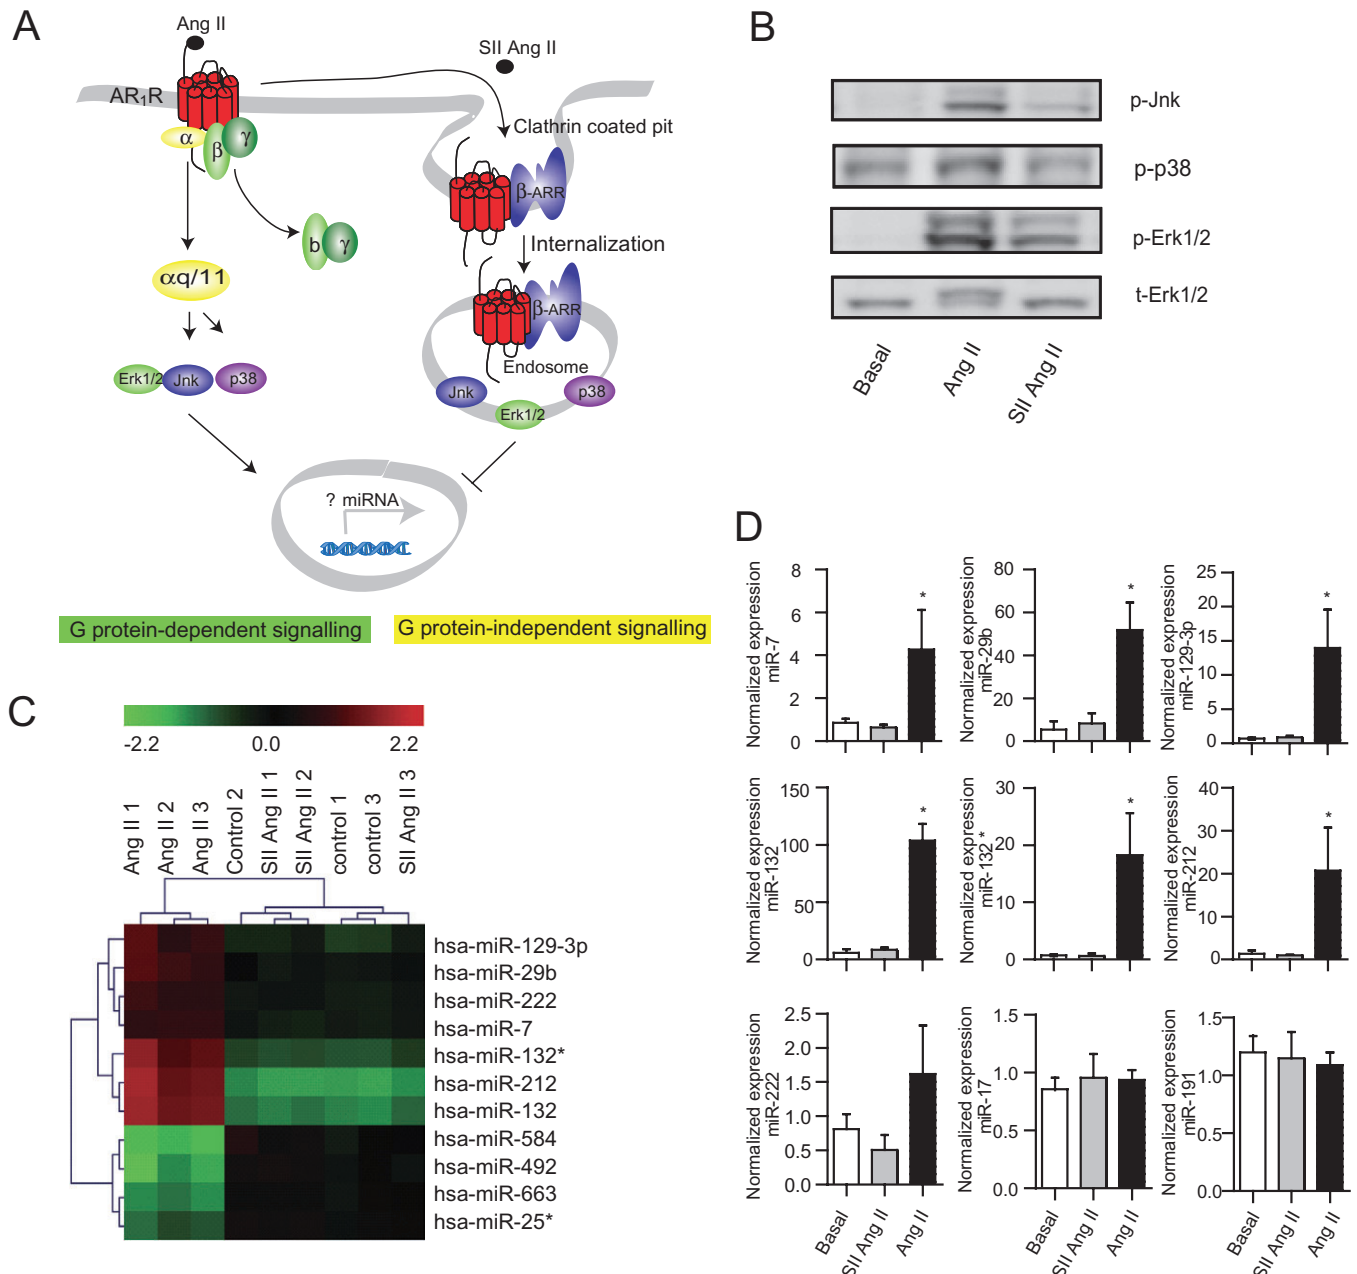 A
Ang II
SII Ang II
AR1R
α
β
γ
Clathrin coated pit
β-ARR
b
γ
Internalization
αq/11
β-ARR
Endosome
Erk1/2
Jnk
p38
Jnk
Erk1/2
p38
? miRNA
G protein-dependent signalling
G protein-independent signalling
B
p-Jnk
p-p38
p-Erk1/2
t-Erk1/2
Basal
Ang II
SII Ang II
C
-2.2
0.0
2.2
Ang II 1
Ang II 2
Ang II 3
Control 2
SII Ang II 1
SII Ang II 2
control 1
control 3
SII Ang II 3
hsa-miR-129-3p
hsa-miR-29b
hsa-miR-222
hsa-miR-7
hsa-miR-132*
hsa-miR-212
hsa-miR-132
hsa-miR-584
hsa-miR-492
hsa-miR-663
hsa-miR-25*
D
Normalized expression
miR-7
8
6
4
2
0
*
Normalized expression
miR-29b
80
60
40
20
0
*
Normalized expression
miR-129-3p
25
20
15
10
5
0
*
Normalized expression
miR-132
150
100
50
0
*
Normalized expression
miR-132*
30
20
10
0
*
Normalized expression
miR-212
40
30
20
10
0
*
Normalized expression
miR-222
2.5
2.0
1.5
1.0
0.5
0.0
Basal
SII Ang II
Ang II
Normalized expression
miR-17
1.5
1.0
0.5
0.0
Basal
SII Ang II
Ang II
Normalized expression
miR-191
1.5
1.0
0.5
0.0
Basal
SII Ang II
Ang II